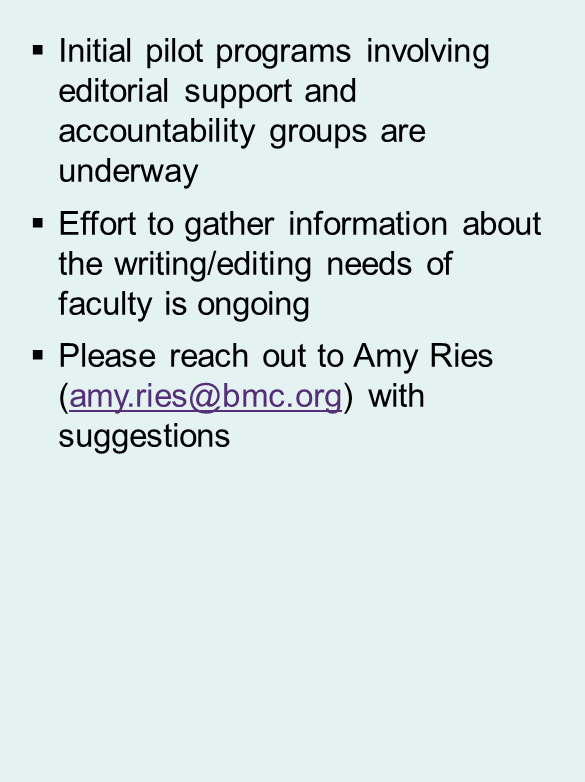 ▪ Initial pilot programs involving
editorial support and
accountability groups are
underway
▪ Effort to gather information about
the writing/editing needs of
faculty is ongoing
▪ Please reach out to Amy Ries
(amy.ries@bmc.org) with
suggestions